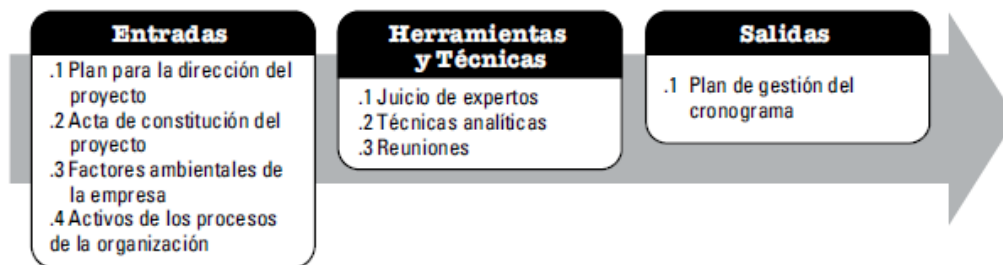 Entradas
.1 Plan para la dirección del
proyecto
.2 Acta de constitución del
proyecto
.3 Factores ambientales de
la empresa
.4 Activos de los procesos
de la organización
Herramientas
y Técnicas
.1 Juicio de expertos
.2 Técnicas analíticas
.3 Reuniones
Salidas
.1 Plan de gestión del
cronograma